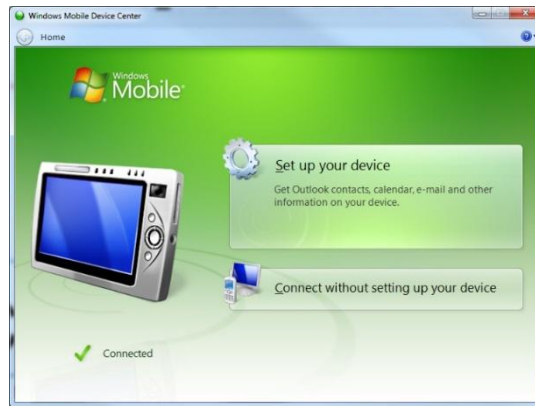 Windows Mobile Device Center
Home
Windows
Mobile
Set up your device
Get Outlook contacts, calendar, e-mail and other
information on your device.
Connect without setting up your device
Connected